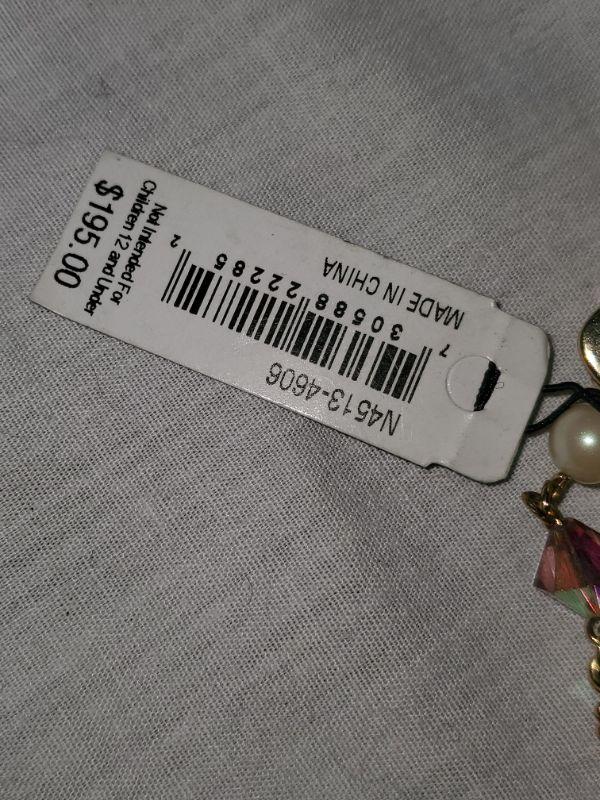 N4513-4606
7 30588 22285 2
MADE IN CHINA
Not Intended For
Children 12 and Under
$195.00